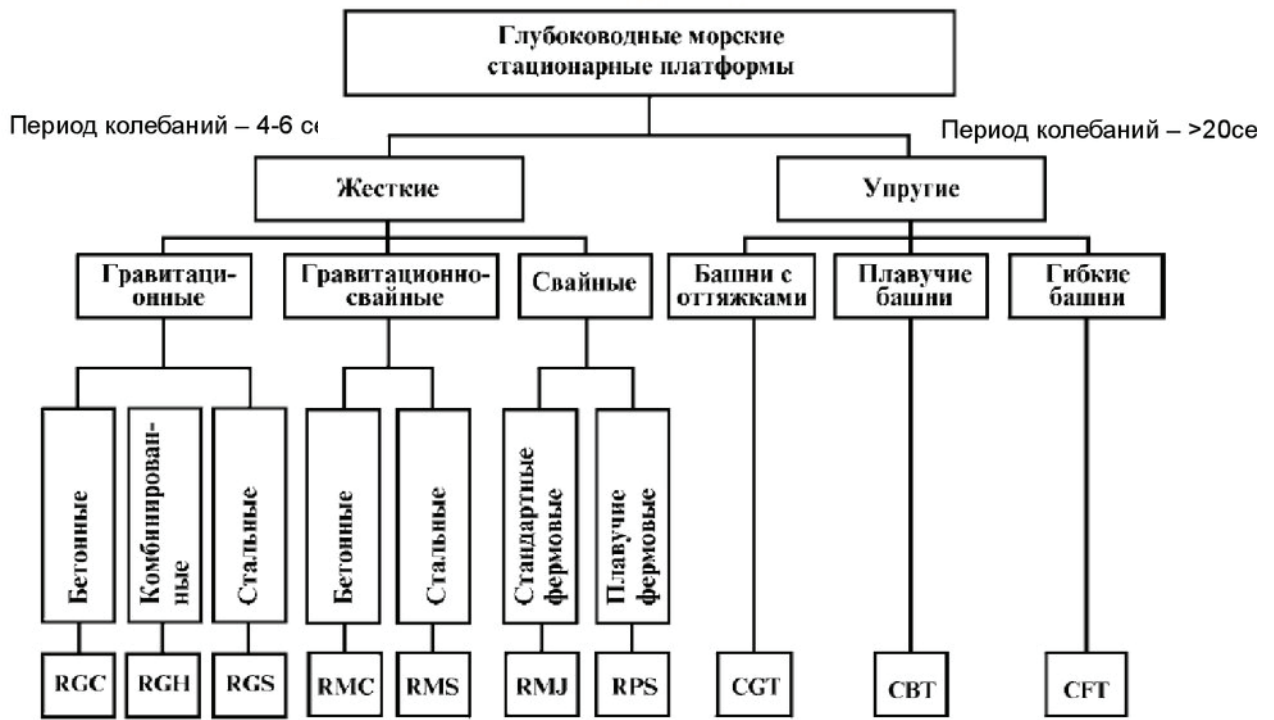 Глубоководные морские
стационарные платформы
Период колебаний – 4-6 се
Период колебаний – >20се
Жесткие
Упругие
Гравитаци-
онные
Гравитационно-
свайные
Свайные
Башни с
оттяжками
Плавучие
башни
Гибкие
башни
Бетонные
Комбинирован-
ные
Стальные
Бетонные
Стальные
Стандартные
фермовые
Плавучие
фермовые
RGC
RGH
RGS
RMC
RMS
RMJ
RPS
CGT
CBT
CFT